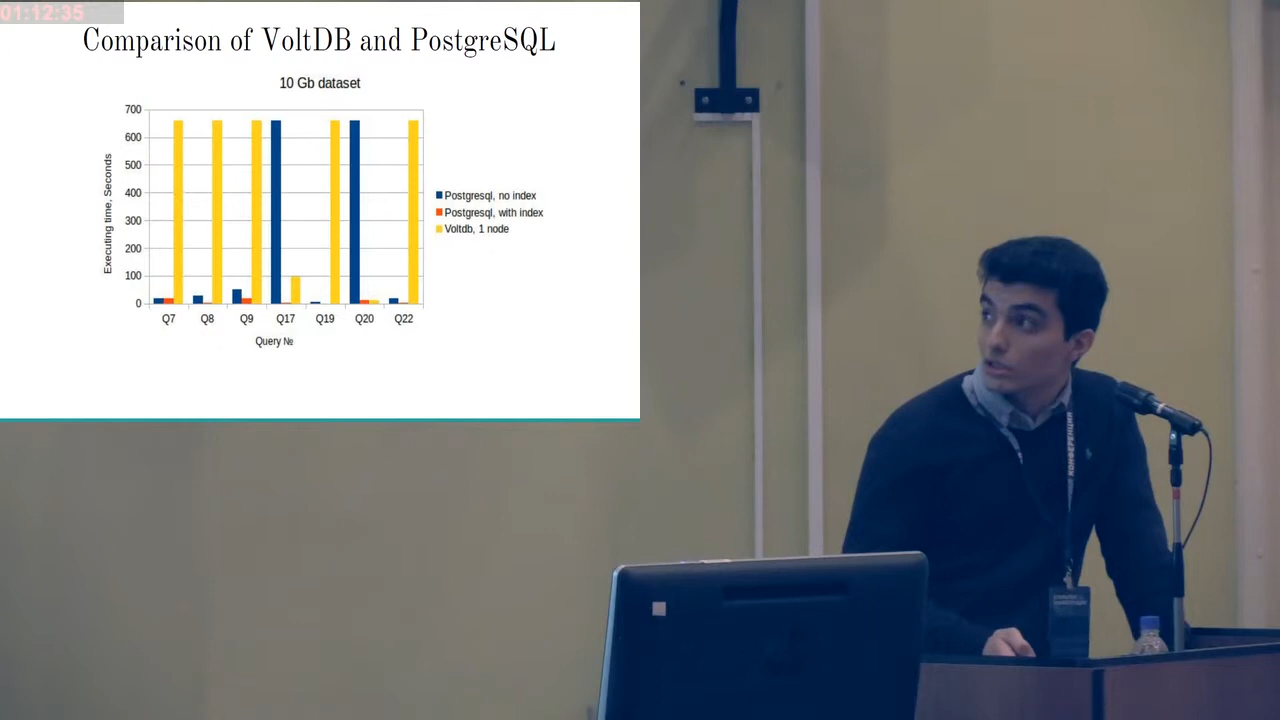 01:12:35
Comparison of VoltDB and PostgreSQL
10 Gb dataset
Executing time, Seconds
700
600
500
400
300
200
100
0
Q7 Q8 Q9 Q17 Q19 Q20 Q22
Query №
Postgresql, no index
Postgresql, with index
Voltdb, 1 node
КОНФЕРЕНЦИЯ